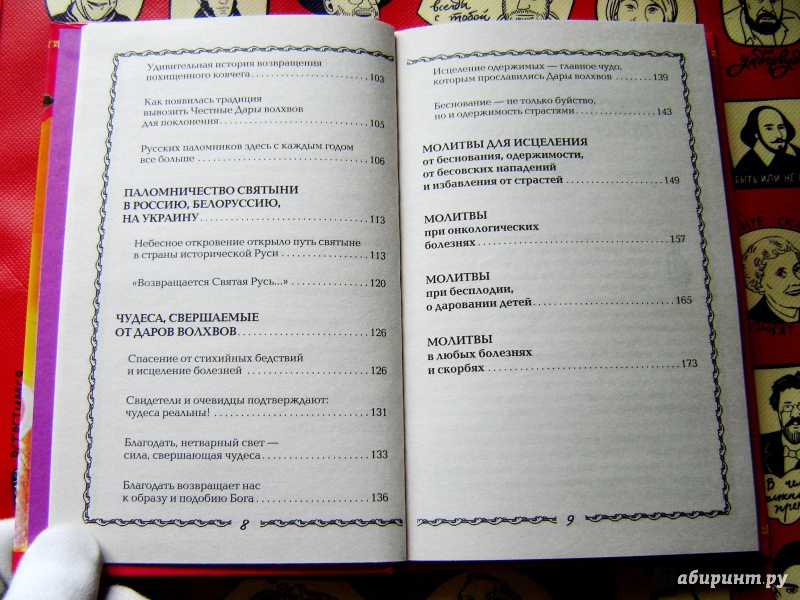 Удивительная история возвращения
похищенного ковчега 103
Как появилась традиция
вывозить Честные Дары волхвов
для поклонения 105
Русских паломников здесь с каждым годом
все больше 106
ПАЛОМНИЧЕСТВО СВЯТЫНИ
В РОССИЮ, БЕЛОРУССИЮ,
НА УКРАИНУ 113
Небесное откровение открыло путь святыне
в страны исторической Руси 113
«Возвращается Святая Русь...» 120
ЧУДЕСА, СВЕРШАЕМЫЕ
ОТ ДАРОВ ВОЛХВОВ 126
Спасение от стихийных бедствий
и исцеление болезней 126
Свидетели и очевидцы подтверждают:
чудеса реальны! 131
Благодать, нетварный свет —
сила, свершающая чудеса 133
Благодать возвращает нас
к образу и подобию Бога 136
8
Исцеление одержимых — главное чудо,
которым прославились Дары волхвов 139
Беснование — не только буйство,
но и одержимость страстями 143
МОЛИТВЫ ДЛЯ ИСЦЕЛЕНИЯ
от беснования, одержимости,
от бесовских нападений
и избавления от страстей 149
МОЛИТВЫ
при онкологических
болезнях 157
МОЛИТВЫ
при бесплодии,
о даровании детей 165
МОЛИТВЫ
в любых болезнях
и скорбях 173
9
всегда
с тобой
БЫТЬ ИЛИ НЕ
В чел
Лабиринт.ру